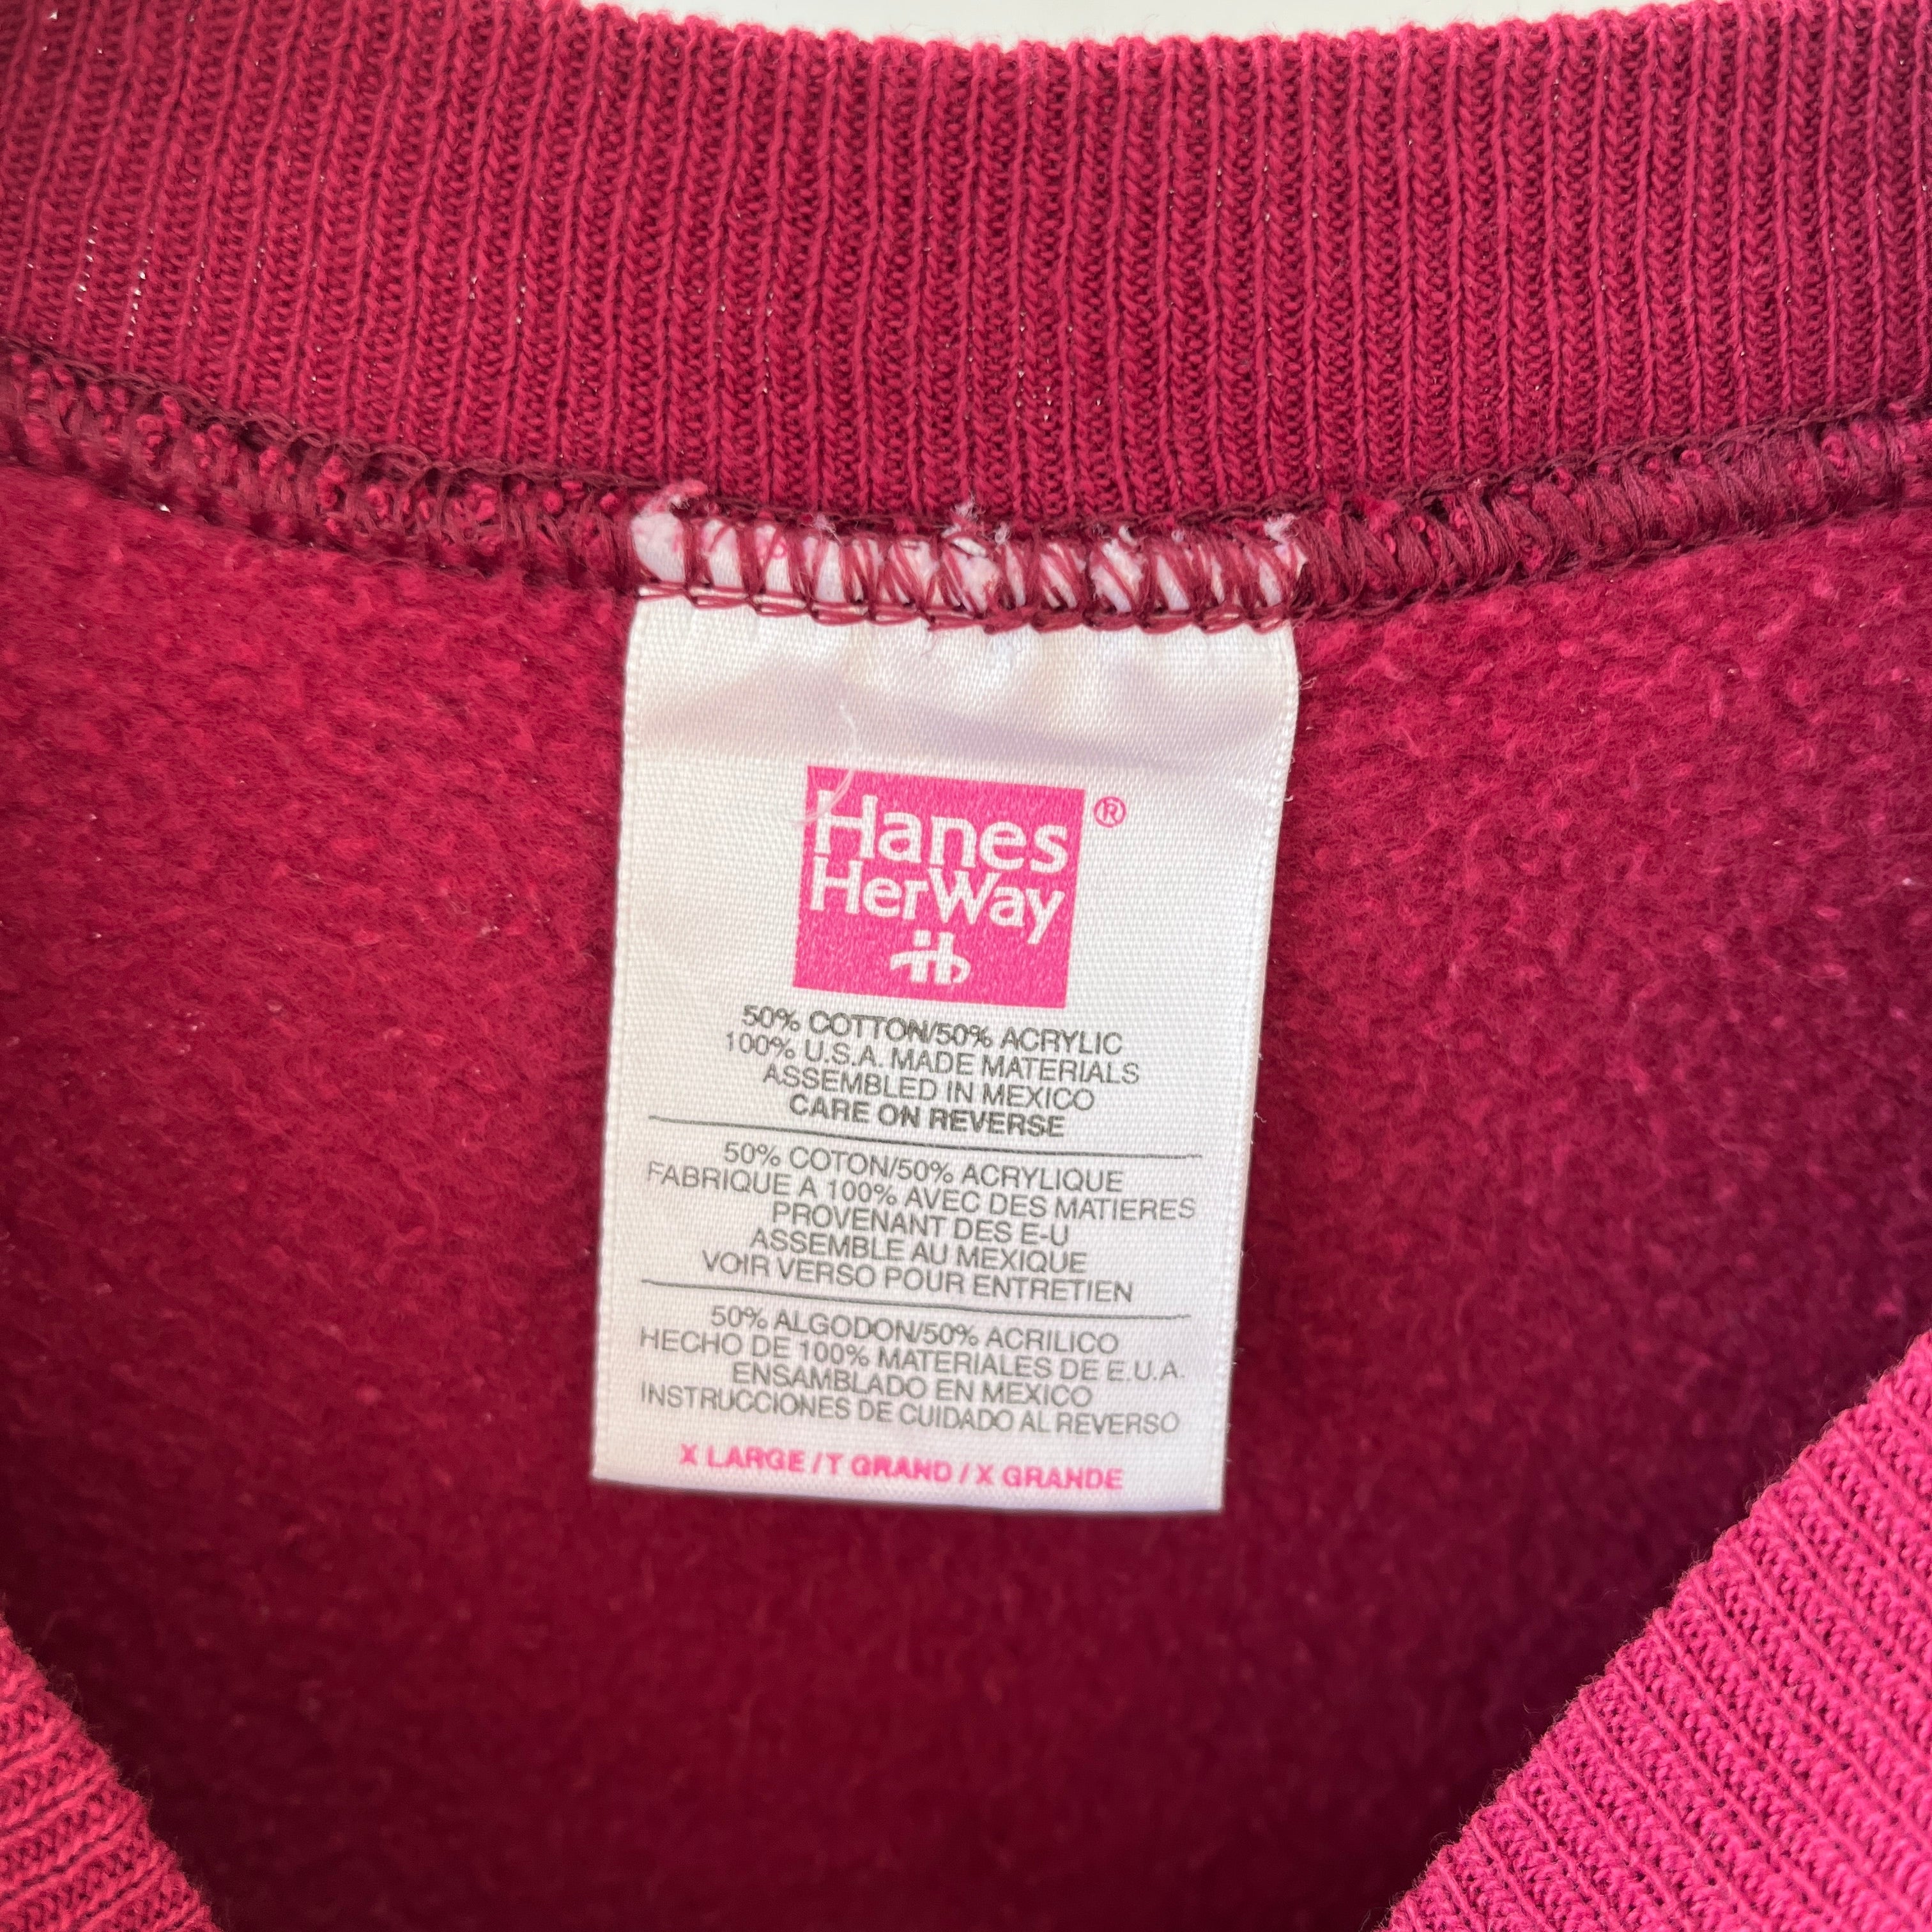 Hanes ®
HerWay
50% COTTON/50% ACRYLIC
100% U.S.A. MADE MATERIALS
ASSEMBLED IN MEXICO
CARE ON REVERSE
50% COTON/50% ACRYLIQUE
FABRIQUE A 100% AVEC DES MATIERES
PROVENANT DES E-U
ASSEMBLE AU MEXIQUE
VOIR VERSO POUR ENTRETIEN
50% ALGODON/50% ACRILICO
HECHO DE 100% MATERIALES DE E.U.A.
ENSAMBLADO EN MEXICO
INSTRUCCIONES DE CUIDADO AL REVERSO
X LARGE / T GRAND / X GRANDE